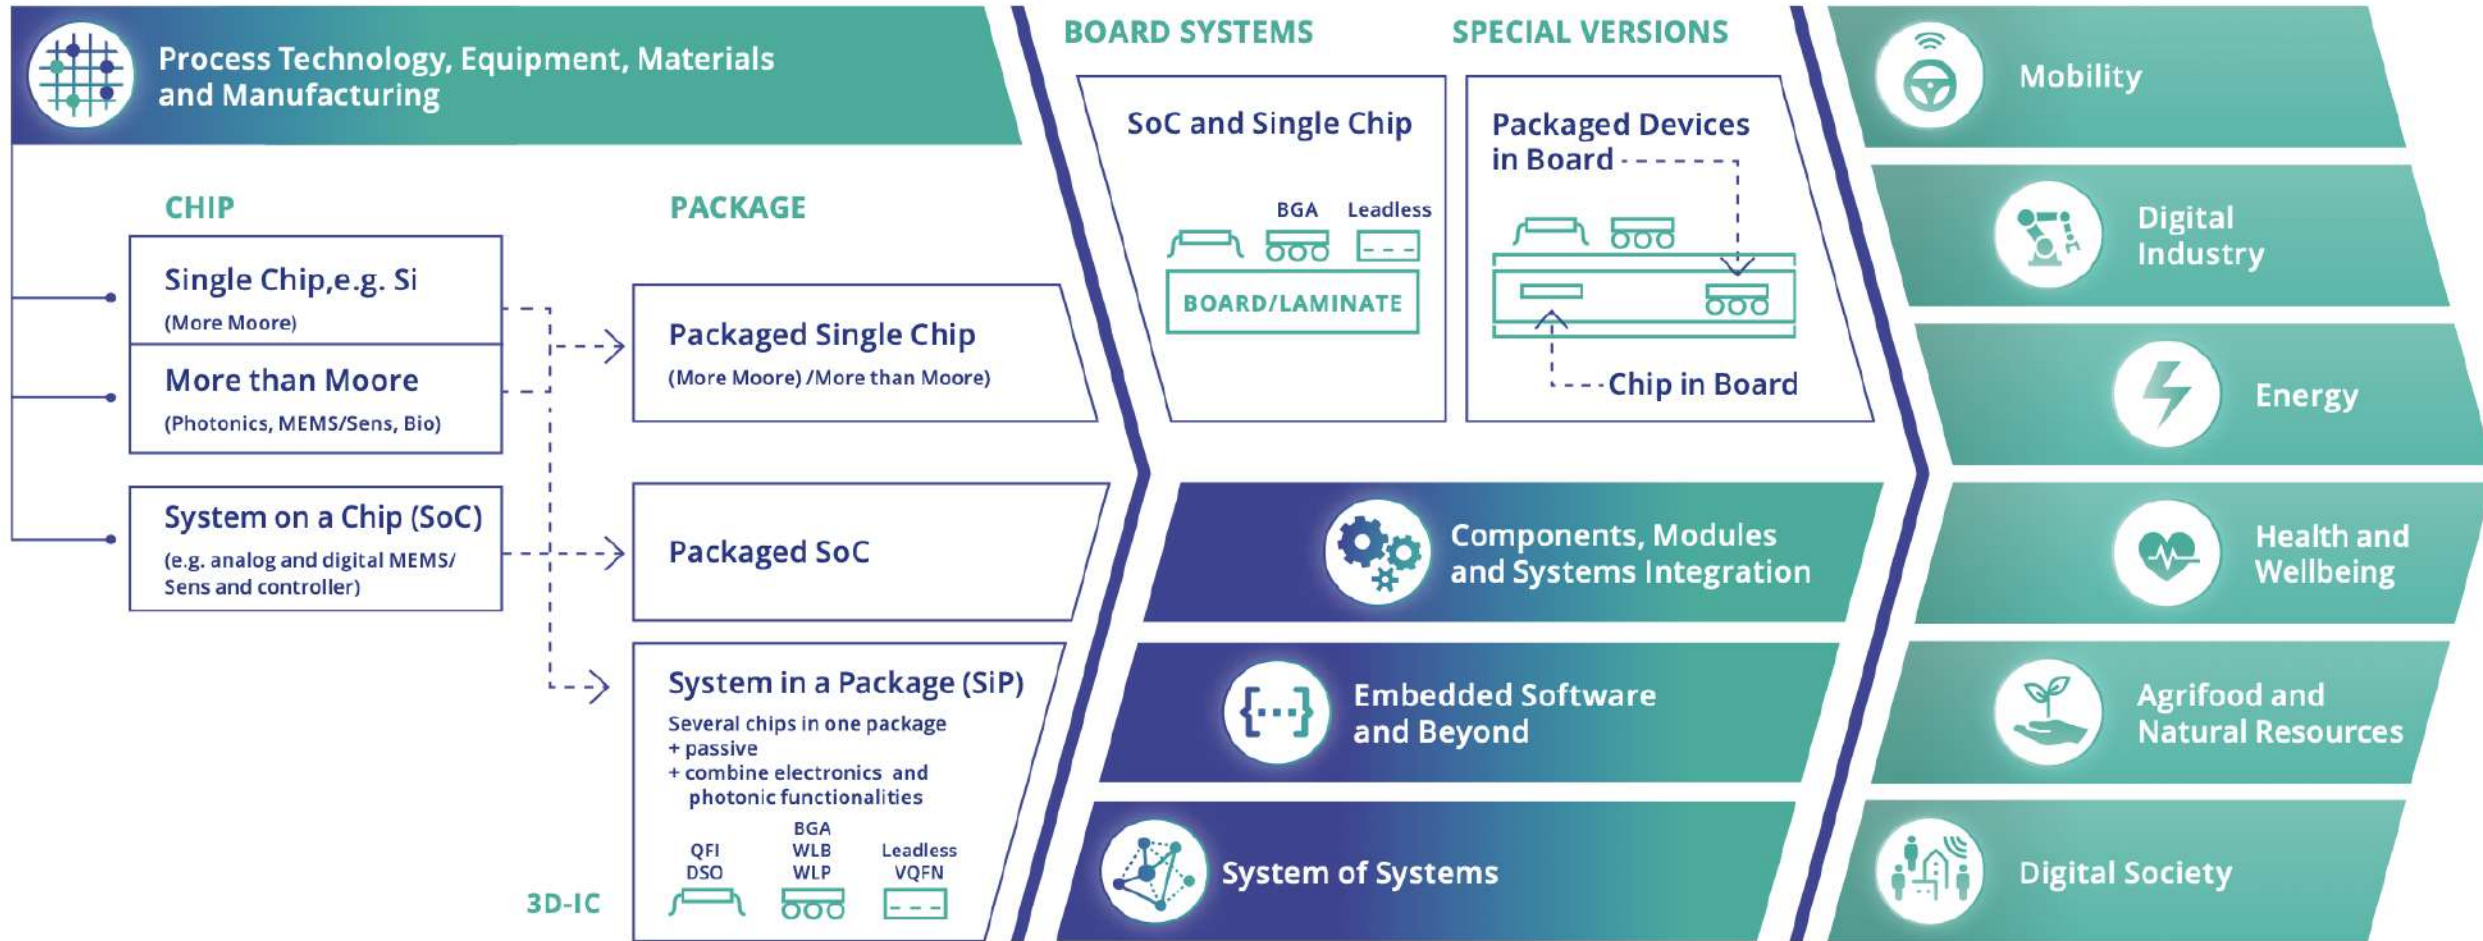 Process Technology, Equipment, Materials
and Manufacturing
CHIP
Single Chip,e.g. Si
(More Moore)
More than Moore
(Photonics, MEMS/Sens, Bio)
System on a Chip (SoC)
(e.g. analog and digital MEMS/
Sens and controller)
PACKAGE
Packaged Single Chip
(More Moore) /More than Moore)
Packaged SoC
System in a Package (SiP)
Several chips in one package
+ passive
+ combine electronics and
photonic functionalities
QFI
DSO
BGA
WLB
WLP
Leadless
VQFN
3D-IC
BOARD SYSTEMS
SoC and Single Chip
BGA
Leadless
BOARD/LAMINATE
SPECIAL VERSIONS
Packaged Devices
in Board
Chip in Board
Components, Modules
and Systems Integration
Embedded Software
and Beyond
System of Systems
Mobility
Digital
Industry
Energy
Health and
Wellbeing
Agrifood and
Natural Resources
Digital Society